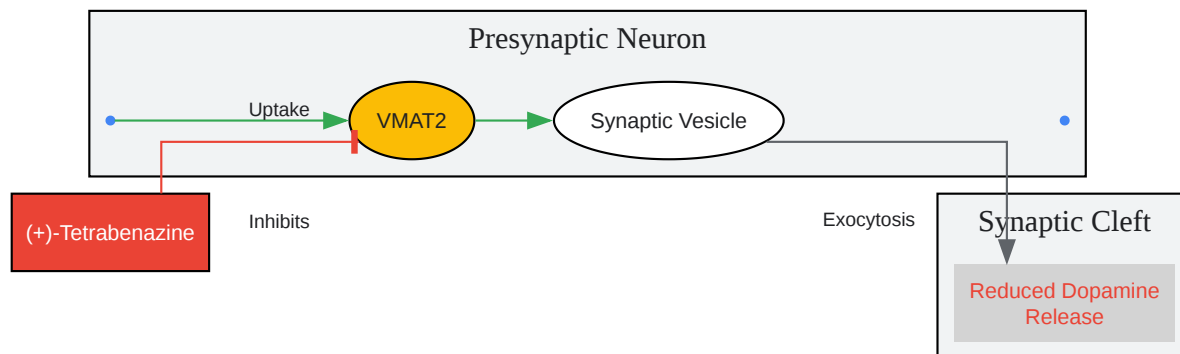 Presynaptic Neuron
Uptake
VMAT2
Synaptic Vesicle
(+)-Tetrabenazine
Inhibits
Exocytosis
Synaptic Cleft
Reduced Dopamine
Release